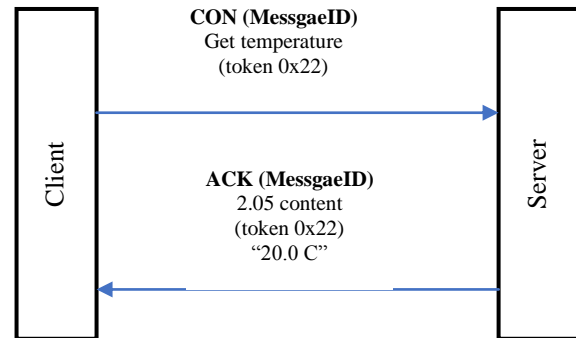 CON (MessgaeID)
Get temperature
(token 0x22)
Client
Server
ACK (MessgaeID)
2.05 content
(token 0x22)
“20.0 C”